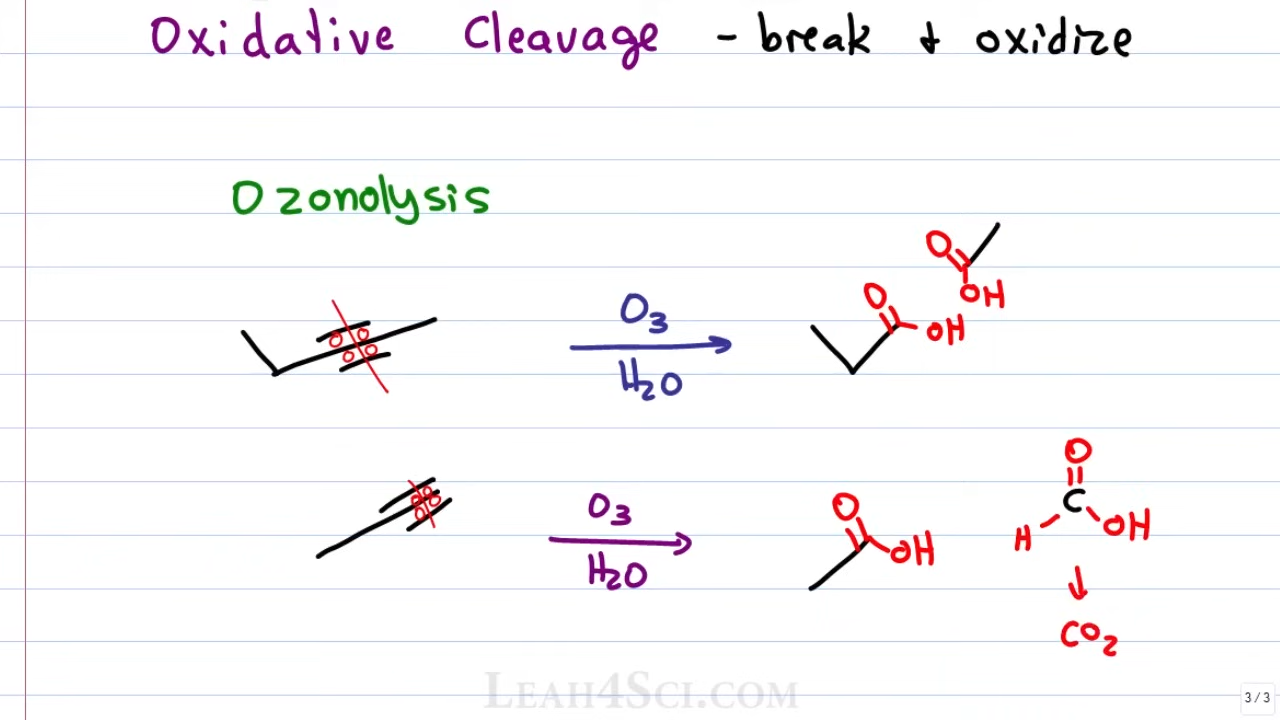 Oxidative Cleavage - break + oxidize
Ozonolysis
O
OH
O
OH
O₃
H₂O
O
C
H
OH
O
OH
O₃
H₂O
↓
CO₂
LEAH4SCI.COM
3 / 3